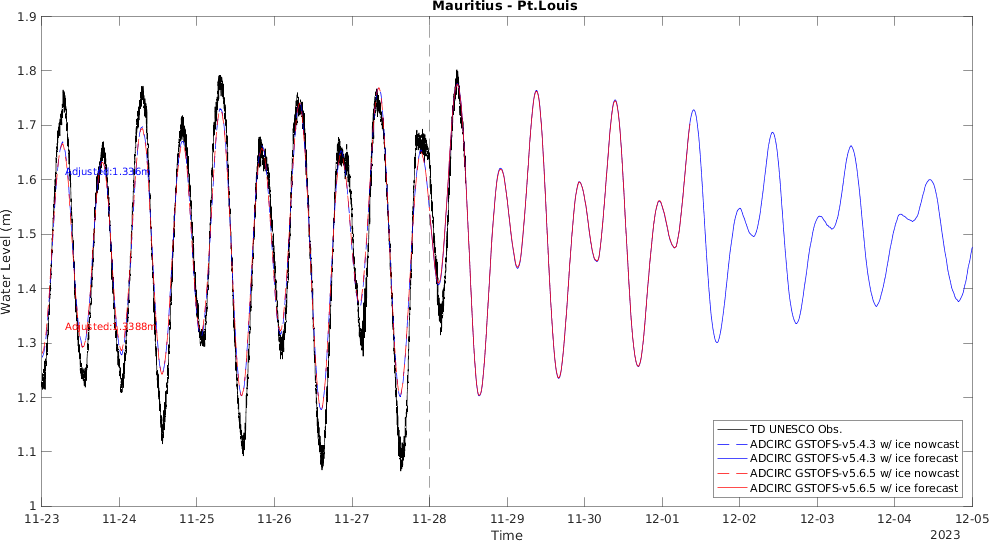 Mauritius - Pt.Louis
1.9
1.8
1.7
1.6
1.5
1.4
1.3
1.2
1.1
1
Water Level (m)
Adjusted:1.336m
Adjusted:1.3388m
TD UNESCO Obs.
ADCIRC GSTOFS-v5.4.3 w/ ice nowcast
ADCIRC GSTOFS-v5.4.3 w/ ice forecast
ADCIRC GSTOFS-v5.6.5 w/ ice nowcast
ADCIRC GSTOFS-v5.6.5 w/ ice forecast
11-23 11-24 11-25 11-26 11-27 11-28 11-29 11-30 12-01 12-02 12-03 12-04 12-05
Time
2023